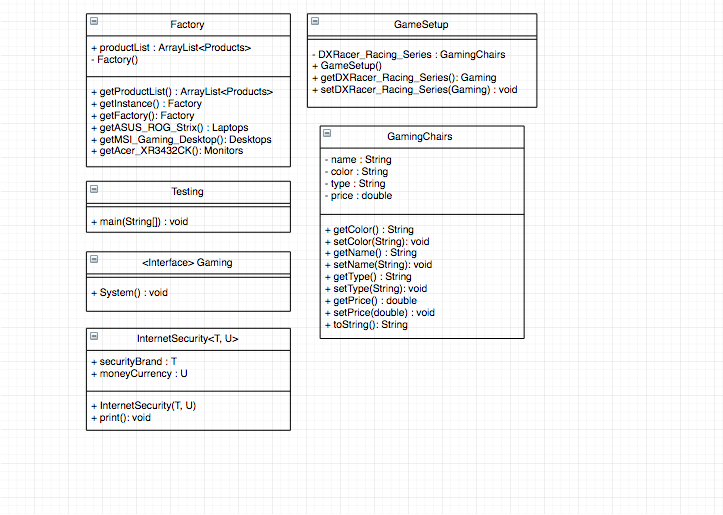 Factory
+ productList : ArrayList<Products>
- Factory()
+ getProductList() : ArrayList<Products>
+ getInstance() : Factory
+ getFactory(): Factory
+ getASUS_ROG_Strix() : Laptops
+ getMSI_Gaming_Desktop(): Desktops
+ getAcer_XR3432CK(): Monitors
Testing
+ main(String[]) : void
<Interface> Gaming
+ System() : void
InternetSecurity<T, U>
+ securityBrand : T
+ moneyCurrency : U
+ InternetSecurity(T, U)
+ print(): void
GameSetup
- DXRacer_Racing_Series : GamingChairs
+ GameSetup()
+ getDXRacer_Racing_Series(): Gaming
+ setDXRacer_Racing_Series(Gaming) : void
GamingChairs
- name : String
- color : String
- type : String
- price : double
+ getColor() : String
+ setColor(String): void
+ getName() : String
+ setName(String): void
+ getType() : String
+ setType(String): void
+ getPrice() : double
+ setPrice(double) : void
+ toString(): String